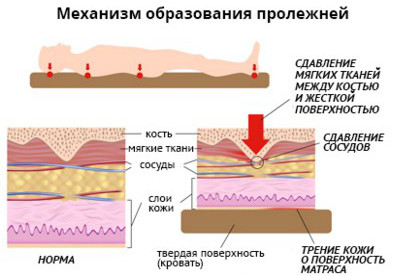 Механизм образования пролежней
СДАВЛЕНИЕ
МЯГКИХ ТКАНЕЙ
МЕЖДУ КОСТЬЮ
И ЖЕСТКОЙ
ПОВЕРХНОСТЬЮ
кость
мягкие ткани
сосуды
СДАВЛЕНИЕ
СОСУДОВ
слои
кожи
НОРМА
твердая поверхность
(кровать)
ТРЕНИЕ КОЖИ
О ПОВЕРХНОСТЬ
МАТРАСА